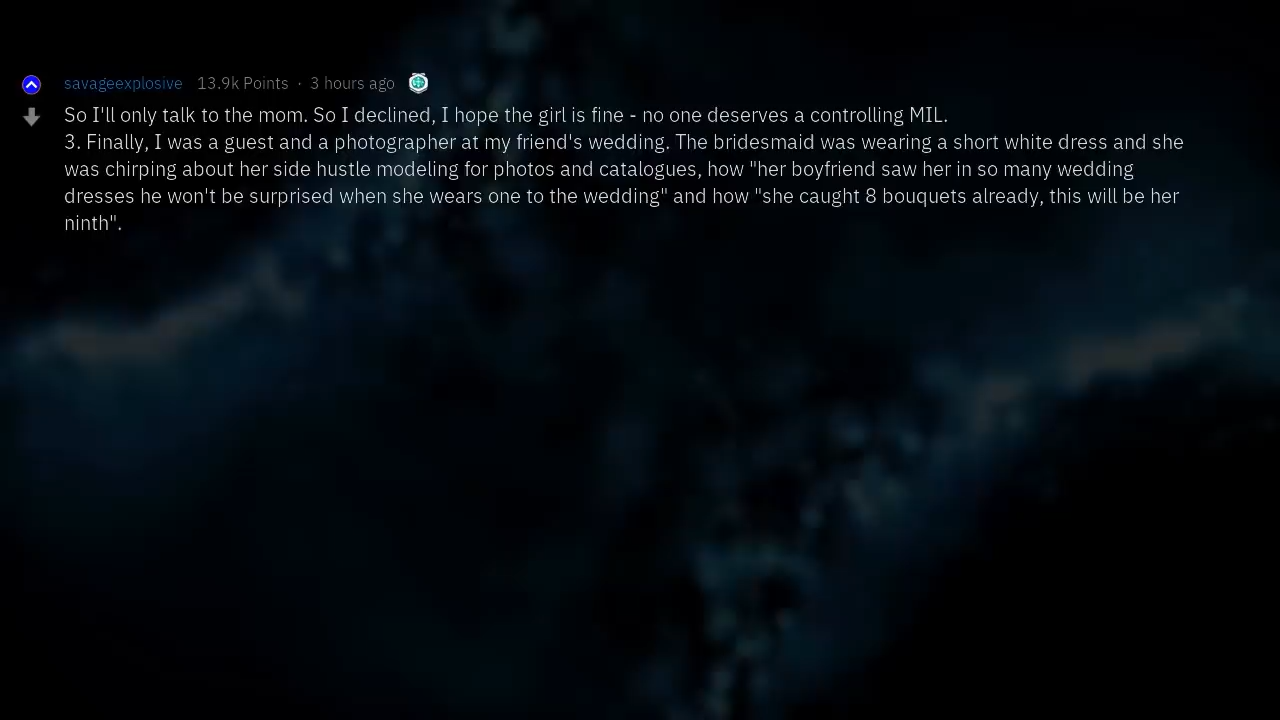 savageexplosive 13.9k Points · 3 hours ago
So I'll only talk to the mom. So I declined, I hope the girl is fine - no one deserves a controlling MIL.
3. Finally, I was a guest and a photographer at my friend's wedding. The bridesmaid was wearing a short white dress and she
was chirping about her side hustle modeling for photos and catalogues, how "her boyfriend saw her in so many wedding
dresses he won't be surprised when she wears one to the wedding" and how "she caught 8 bouquets already, this will be her
ninth".